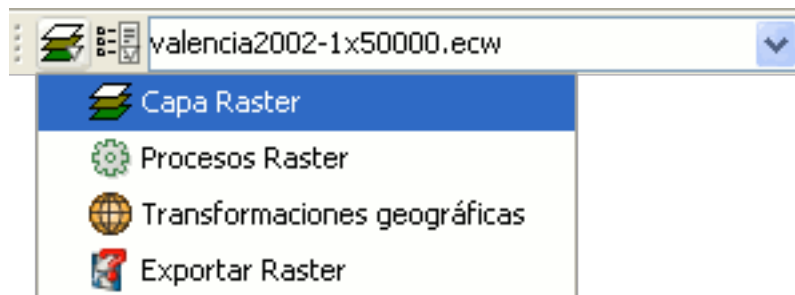 valencia2002-1x50000.ecw
Capa Raster
Procesos Raster
Transformaciones geográficas
Exportar Raster